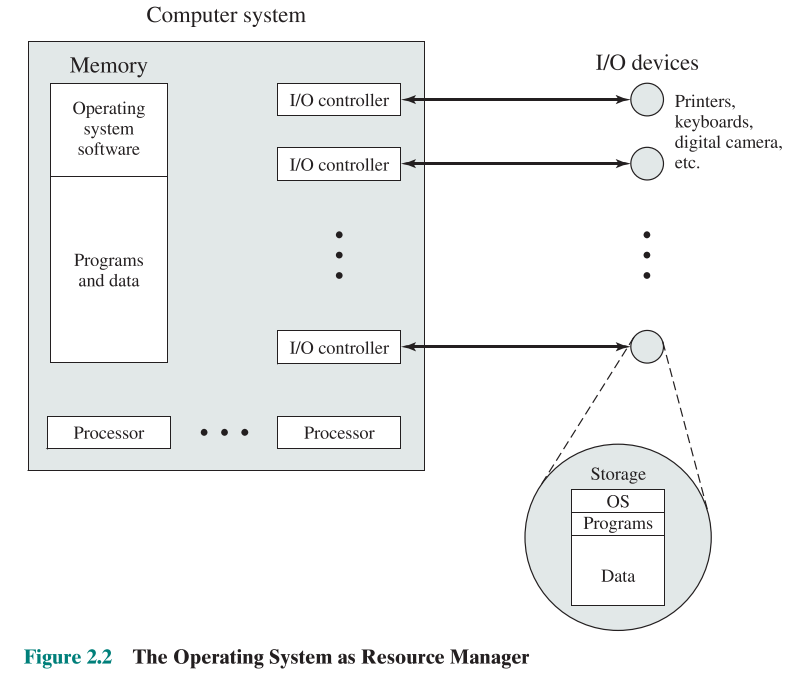 Computer system
Memory
Operating
system
software
Programs
and data
I/O controller
I/O controller
I/O controller
Processor
Processor
I/O devices
Printers,
keyboards,
digital camera,
etc.
Storage
OS
Programs
Data
Figure 2.2 The Operating System as Resource Manager